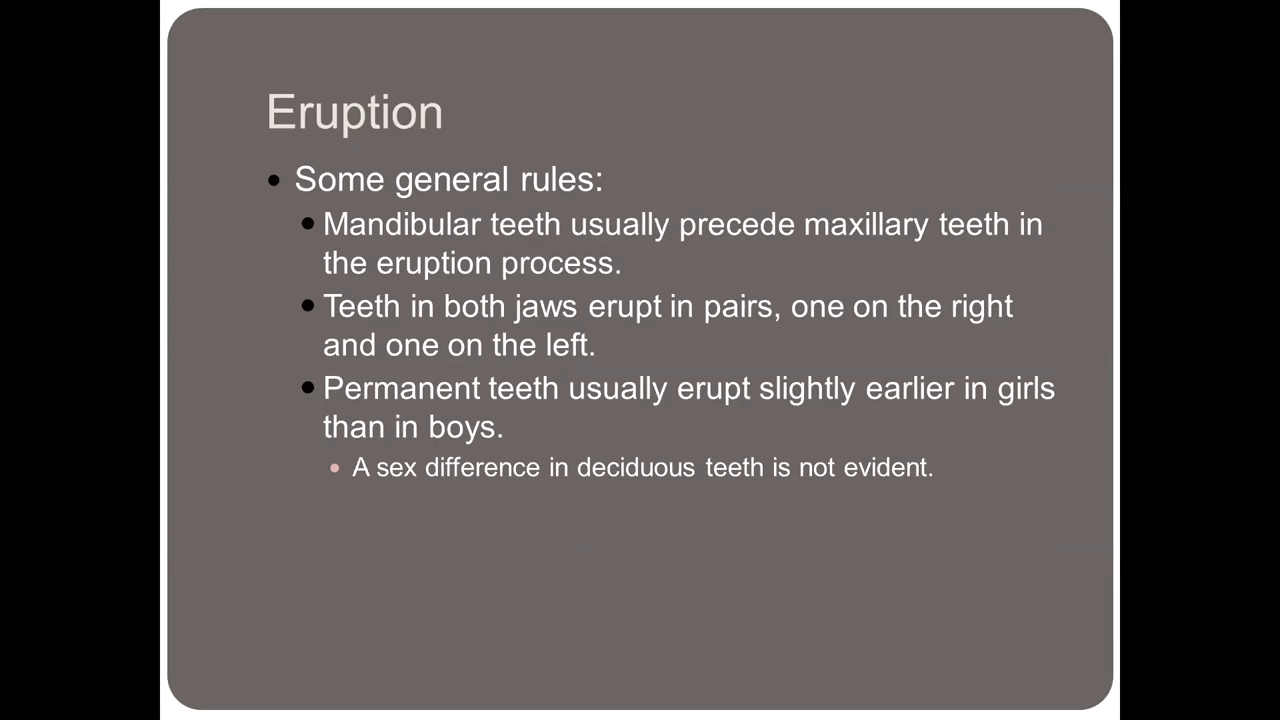 Eruption
Some general rules:
Mandibular teeth usually precede maxillary teeth in
the eruption process.
Teeth in both jaws erupt in pairs, one on the right
and one on the left.
Permanent teeth usually erupt slightly earlier in girls
than in boys.
A sex difference in deciduous teeth is not evident.